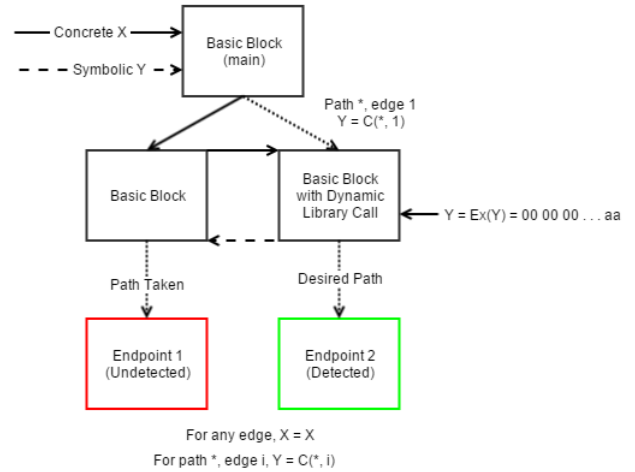 Concrete X
Symbolic Y
Basic Block
(main)
Path *, edge 1
Y = C(*, 1)
Basic Block
Basic Block
with Dynamic
Library Call
Y = Ex(Y) = 00 00 00 . . . aa
Path Taken
Desired Path
Endpoint 1
(Undetected)
Endpoint 2
(Detected)
For any edge, X = X
For path *, edge i, Y = C(*, i)